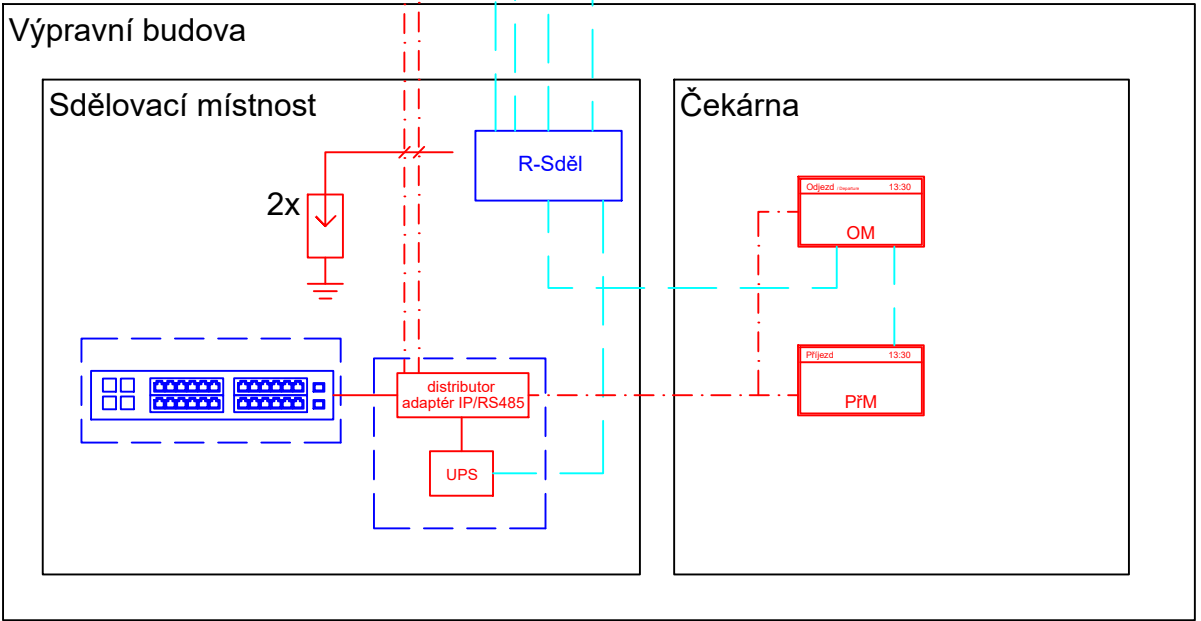 Výpravní budova
Sdělovací místnost
Čekárna
R-Sděl
2x
Odjezd / Departure 13:30
OM
Příjezd 13:30
PřM
distributor
adaptér IP/RS485
UPS